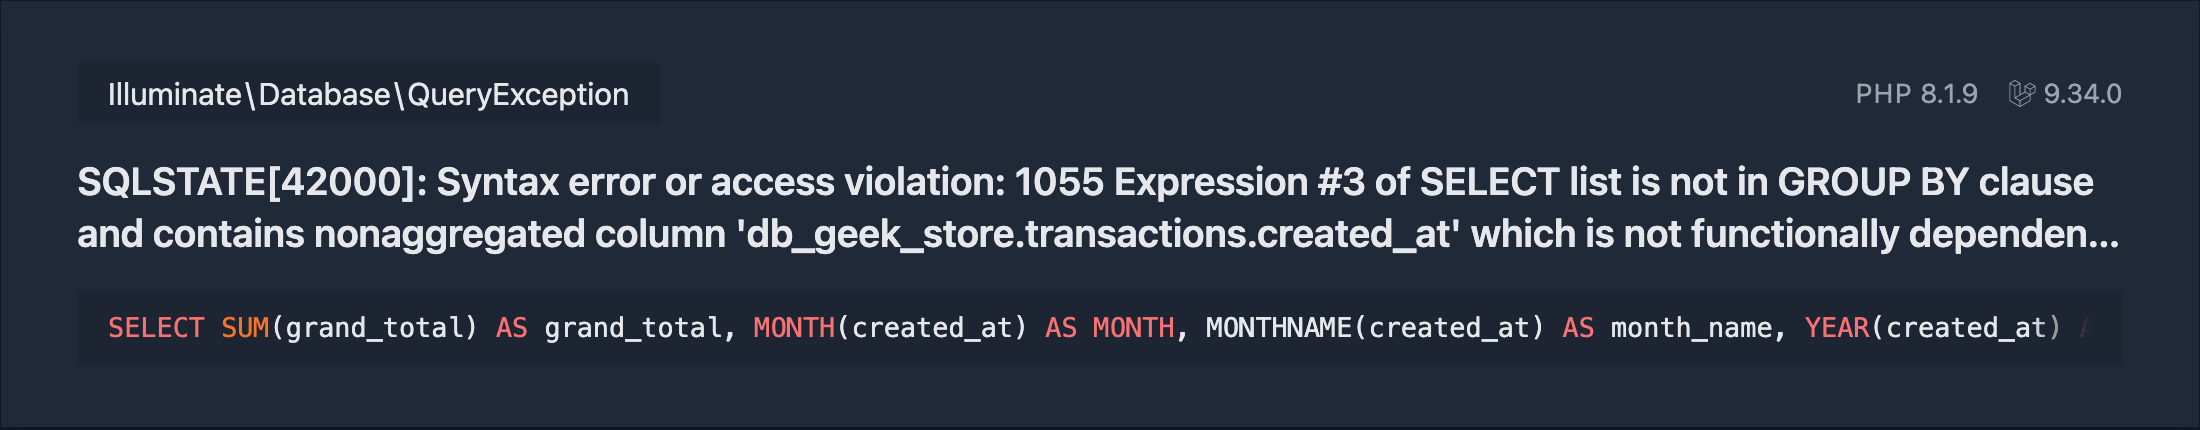 Illuminate\Database\QueryException
PHP 8.1.9 9.34.0
SQLSTATE[42000]: Syntax error or access violation: 1055 Expression #3 of SELECT list is not in GROUP BY clause
and contains nonaggregated column 'db_geek_store.transactions.created_at' which is not functionally dependen...
SELECT SUM(grand_total) AS grand_total, MONTH(created_at) AS MONTH, MONTHNAME(created_at) AS month_name, YEAR(created_at) A